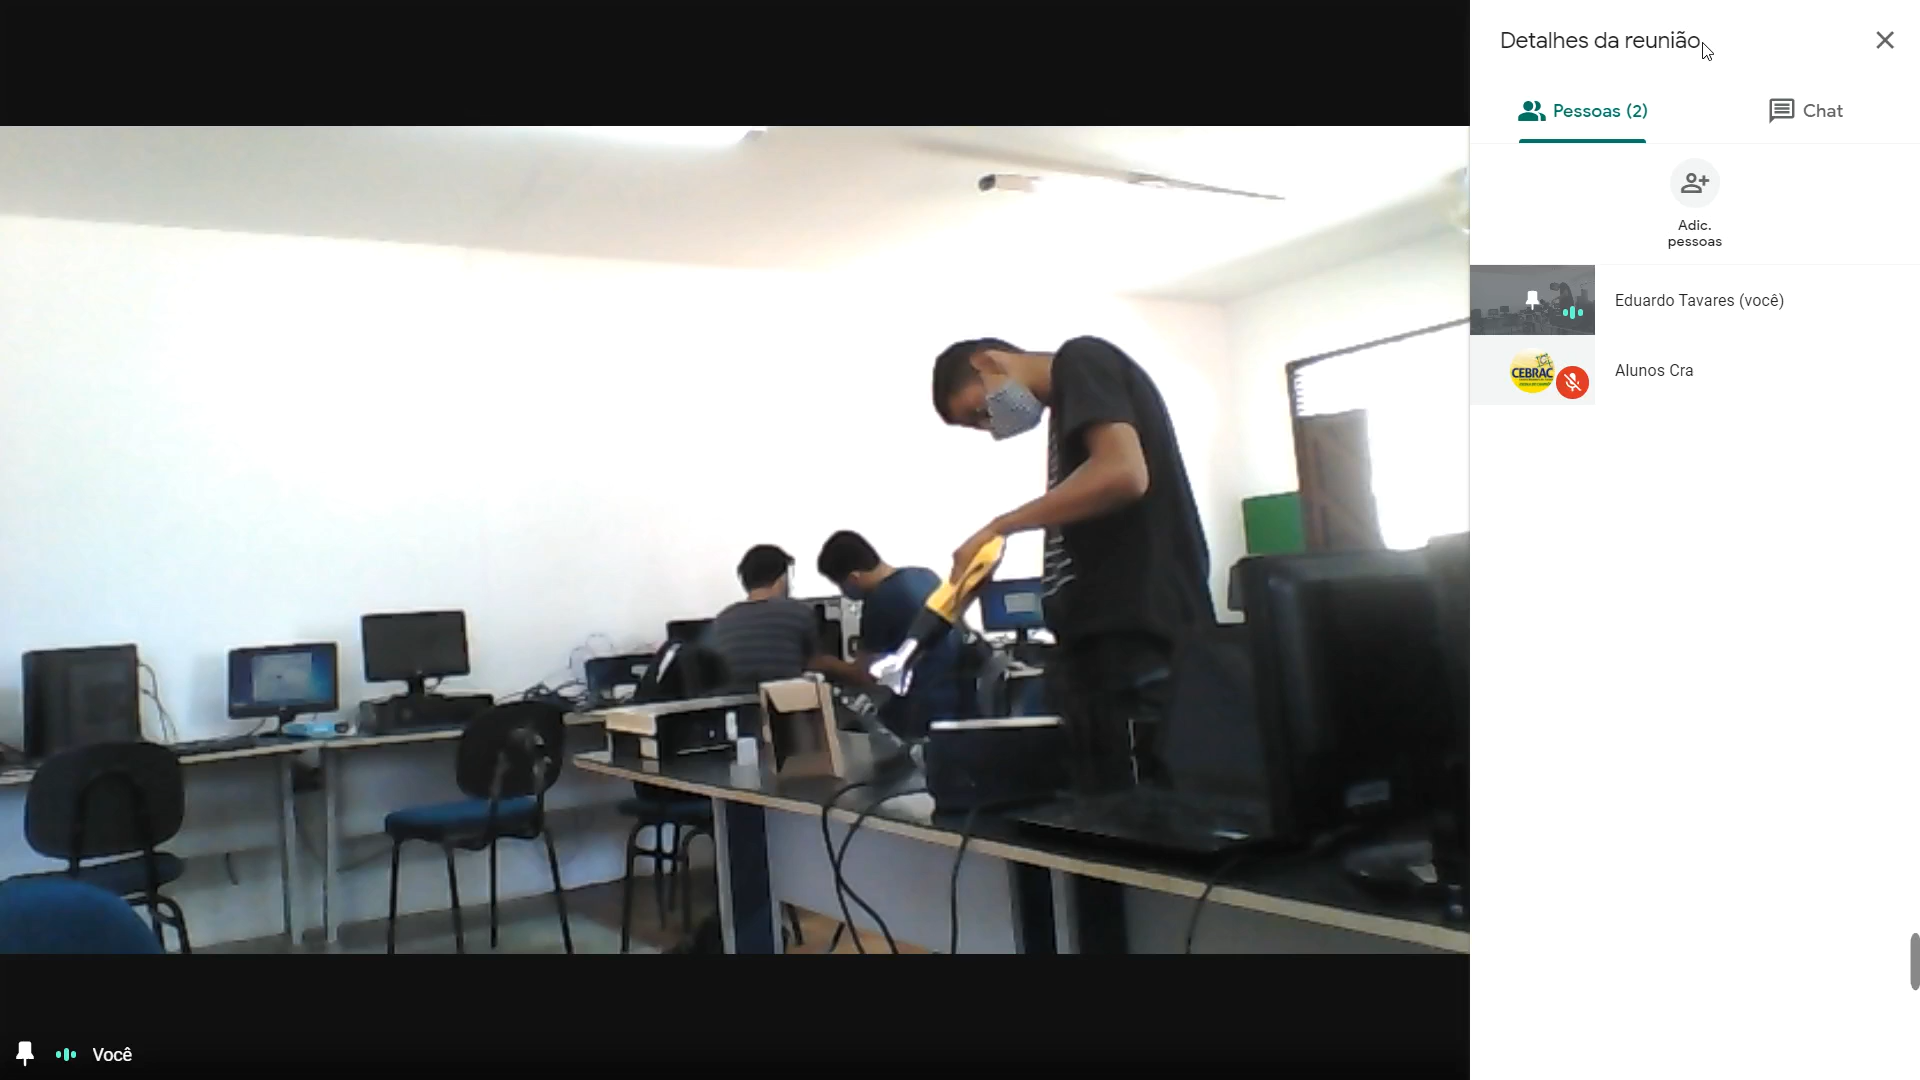 Detalhes da reunião
Pessoas (2)
Chat
Adic.
pessoas
Eduardo Tavares (você)
CEBRAC
Alunos Cra
Você